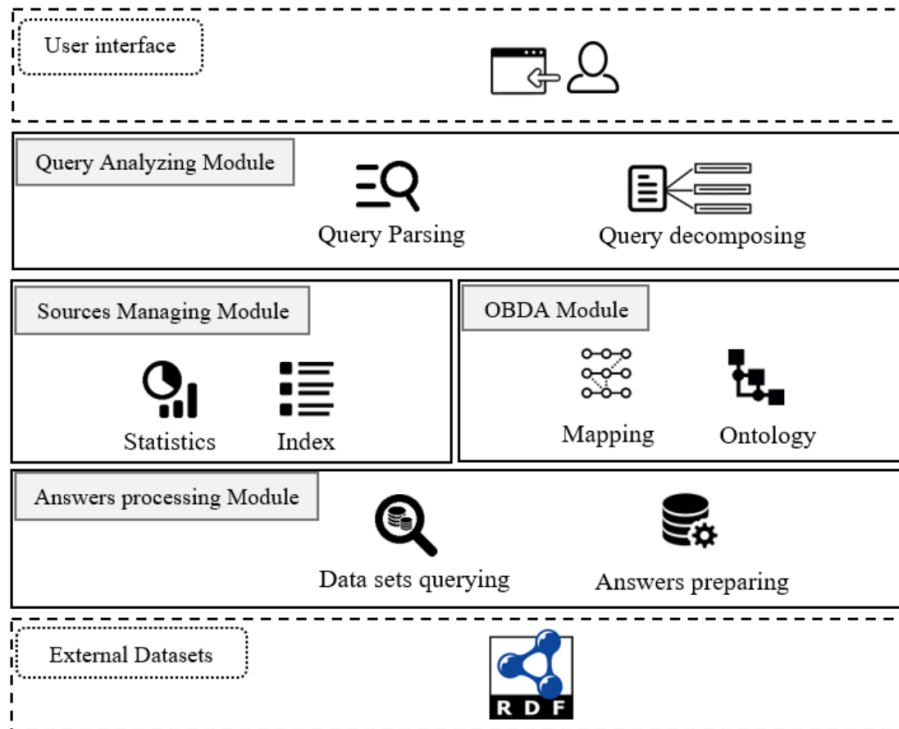 User interface
Query Analyzing Module
Query Parsing
Query decomposing
Sources Managing Module
OBDA Module
Statistics
Index
Mapping
Ontology
Answers processing Module
Data sets querying
Answers preparing
External Datasets
RDF